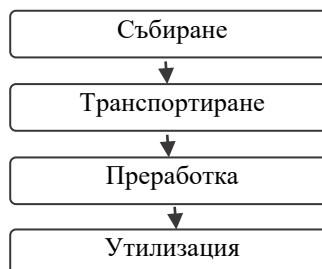 Събиране
Транспортиране
Преработка
Утилизация